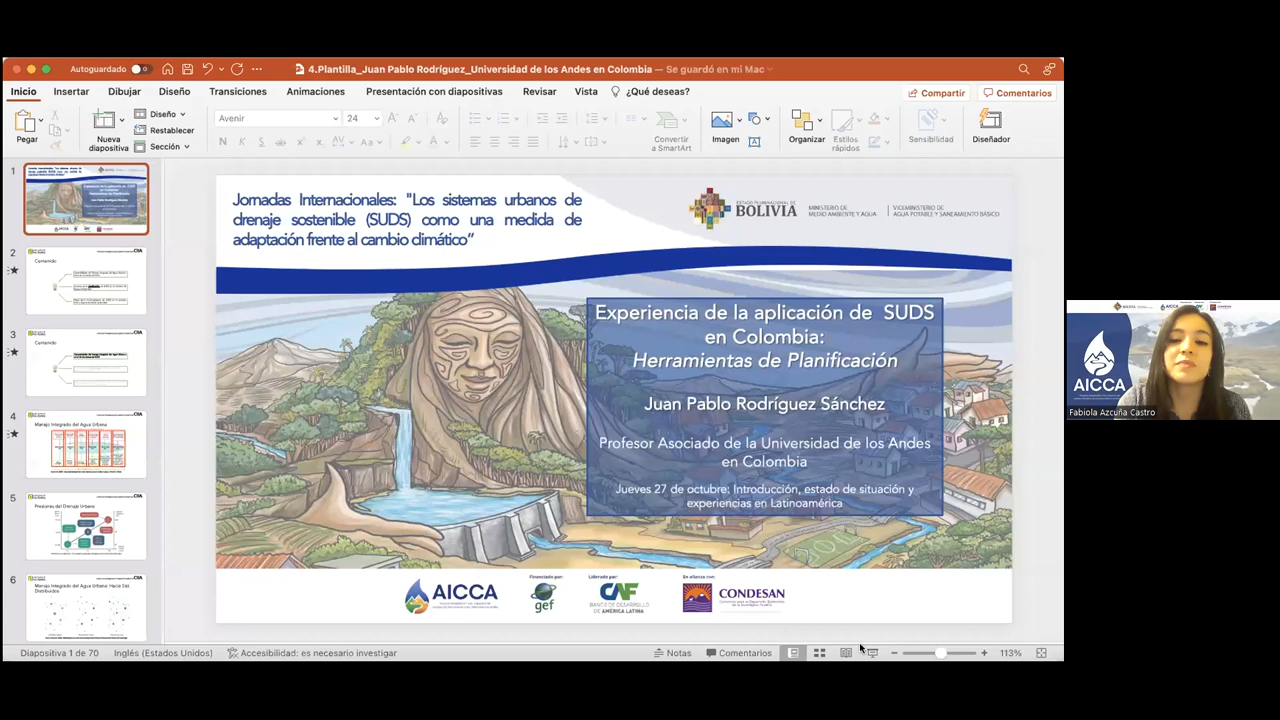 Autoguardado
4.Plantilla_Juan Pablo Rodríguez_Universidad de los Andes en Colombia — Se guardó en mi Mac
Inicio Insertar Dibujar Diseño Transiciones Animaciones Presentación con diapositivas Revisar Vista ¿Qué deseas? Compartir Comentarios
Pegar
Nueva diapositiva
Diseño
Restablecer
Sección
Avenir 24
Convertir a SmartArt
Imagen
Organizar
Estilos rápidos
Sensibilidad
Diseñador
1
2
Contenido
3
Contenido
4
Manejo Integrado del Agua Urbana
5
Presiones del Drenaje Urbano
6
Manejo Integrado del Agua Urbana: Hacia
Distribuidos
Jornadas Internacionales: "Los sistemas urbanos de
drenaje sostenible (SUDS) como una medida de
adaptación frente al cambio climático"
ESTADO PLURINACIONAL DE
BOLIVIA
MINISTERIO DE
MEDIO AMBIENTE Y AGUA
VICEMINISTERIO DE
AGUA POTABLE Y SANEAMIENTO BÁSICO
Experiencia de la aplicación de SUDS
en Colombia:
Herramientas de Planificación
Juan Pablo Rodríguez Sánchez
Profesor Asociado de la Universidad de los Andes
en Colombia
Jueves 27 de octubre: Introducción, estado de situación y
experiencias en Latinoamérica
AICCA
Financiado por:
gef
Liderado por:
CAF
BANCO DE DESARROLLO
DE AMÉRICA LATINA
En alianza con:
CONDESAN
AICCA
Fabiola Azcuña Castro
Diapositiva 1 de 70 Inglés (Estados Unidos) Accesibilidad: es necesario investigar Notas Comentarios 113%